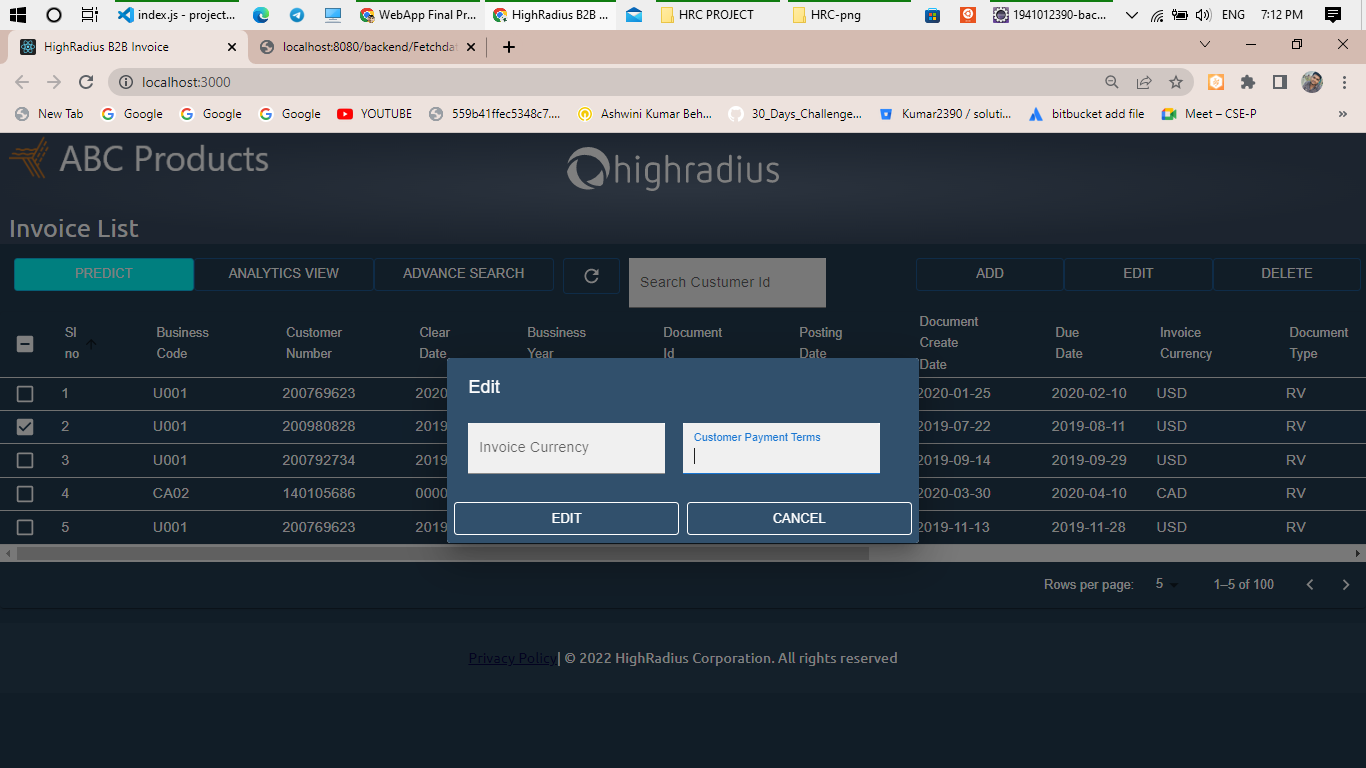 index.js - project...
WebApp Final Pr...
HighRadius B2B ...
HRC PROJECT
HRC-png
1941012390-bac...
ENG
7:12 PM
HighRadius B2B Invoice
localhost:8080/backend/Fetchdat
localhost:3000
New Tab
Google
Google
Google
YOUTUBE
559b41ffec5348c7....
Ashwini Kumar Beh...
30_Days_Challenge...
Kumar2390 / soluti...
bitbucket add file
Meet – CSE-P
»
ABC Products
highradius
Invoice List
PREDICT
ANALYTICS VIEW
ADVANCE SEARCH
Search Custumer Id
ADD
EDIT
DELETE
Sl no
Business Code
Customer Number
Clear Date
Bussiness Year
Document Id
Posting Date
Document Create Date
Due Date
Invoice Currency
Document Type
1 U001 200769623 2020 2020-01-25 2020-02-10 USD RV
2 U001 200980828 2019 2019-07-22 2019-08-11 USD RV
3 U001 200792734 2019 2019-09-14 2019-09-29 USD RV
4 CA02 140105686 0000 2020-03-30 2020-04-10 CAD RV
5 U001 200769623 2019 2019-11-13 2019-11-28 USD RV
Edit
Invoice Currency
Customer Payment Terms
EDIT
CANCEL
Rows per page: 5 1–5 of 100
Privacy Policy| © 2022 HighRadius Corporation. All rights reserved